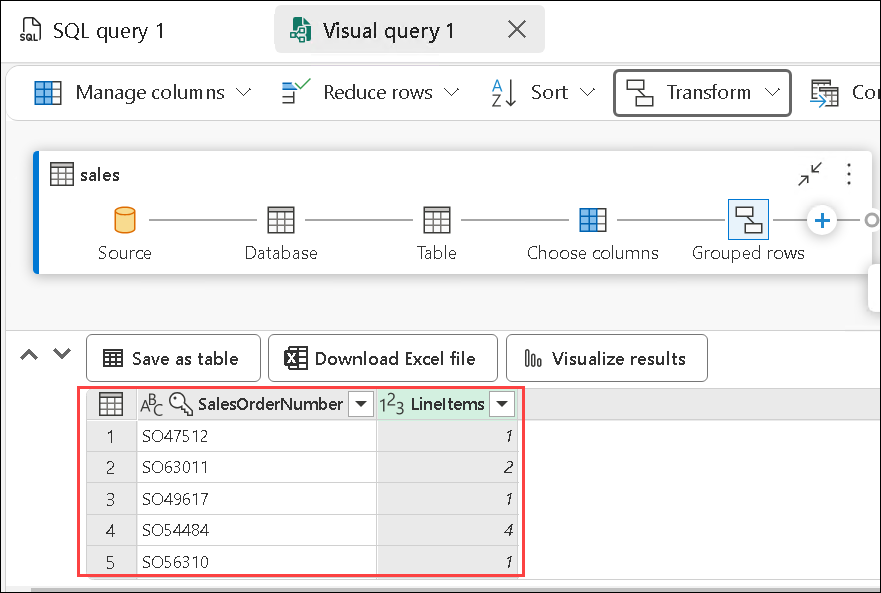 SQL SQL query 1 Visual query 1
Manage columns Reduce rows AZ Sort Transform Co
sales
Source Database Table Choose columns Grouped rows
Save as table Download Excel file Visualize results
ABC SalesOrderNumber 123 LineItems
1 SO47512 1
2 SO63011 2
3 SO49617 1
4 SO54484 4
5 SO56310 1